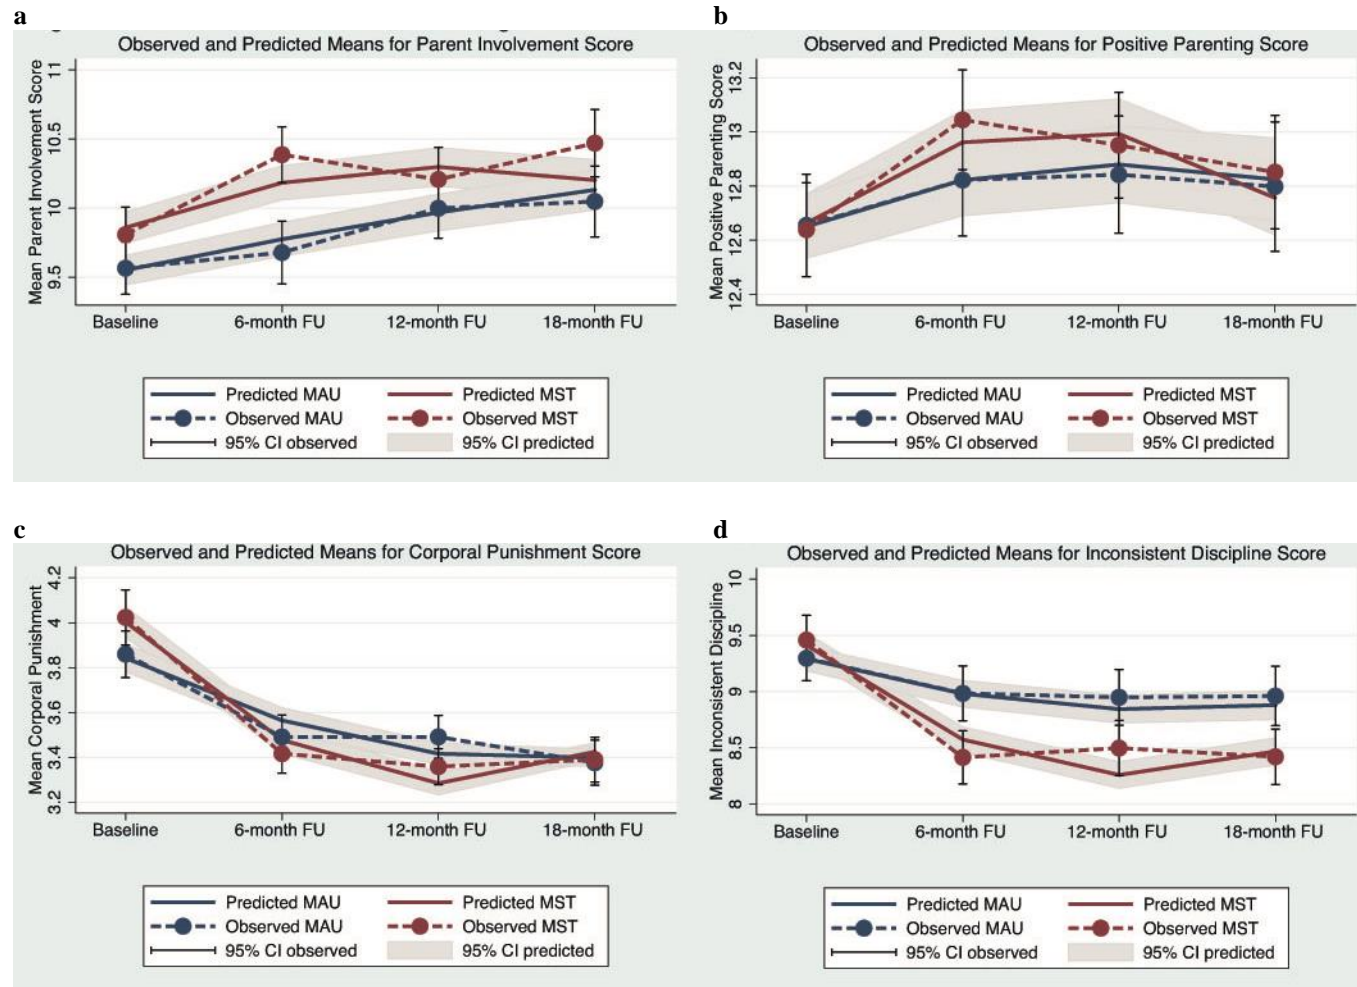 a
Observed and Predicted Means for Parent Involvement Score
Mean Parent Involvement Score
11
10.5
10
9.5
Baseline
6-month FU
12-month FU
18-month FU
Predicted MAU
Predicted MST
Observed MAU
Observed MST
95% CI observed
95% CI predicted
b
Observed and Predicted Means for Positive Parenting Score
Mean Positive Parenting Score
13.2
13
12.8
12.6
12.4
Baseline
6-month FU
12-month FU
18-month FU
Predicted MAU
Predicted MST
Observed MAU
Observed MST
95% CI observed
95% CI predicted
c
Observed and Predicted Means for Corporal Punishment Score
Mean Corporal Punishment
4.2
4
3.8
3.6
3.4
3.2
Baseline
6-month FU
12-month FU
18-month FU
Predicted MAU
Predicted MST
Observed MAU
Observed MST
95% CI observed
95% CI predicted
d
Observed and Predicted Means for Inconsistent Discipline Score
Mean Inconsistent Discipline
10
9.5
9
8.5
8
Baseline
6-month FU
12-month FU
18-month FU
Predicted MAU
Predicted MST
Observed MAU
Observed MST
95% CI observed
95% CI predicted